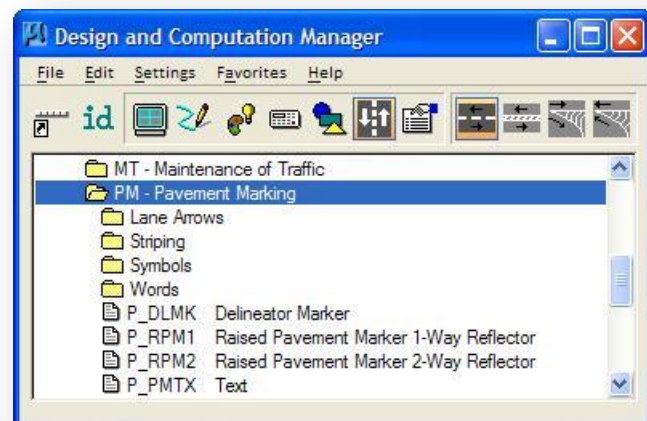 Design and Computation Manager
File Edit Settings Favorites Help
id
MT - Maintenance of Traffic
PM - Pavement Marking
Lane Arrows
Striping
Symbols
Words
P_DLMK Delineator Marker
P_RPM1 Raised Pavement Marker 1-Way Reflector
P_RPM2 Raised Pavement Marker 2-Way Reflector
P_PMTX Text